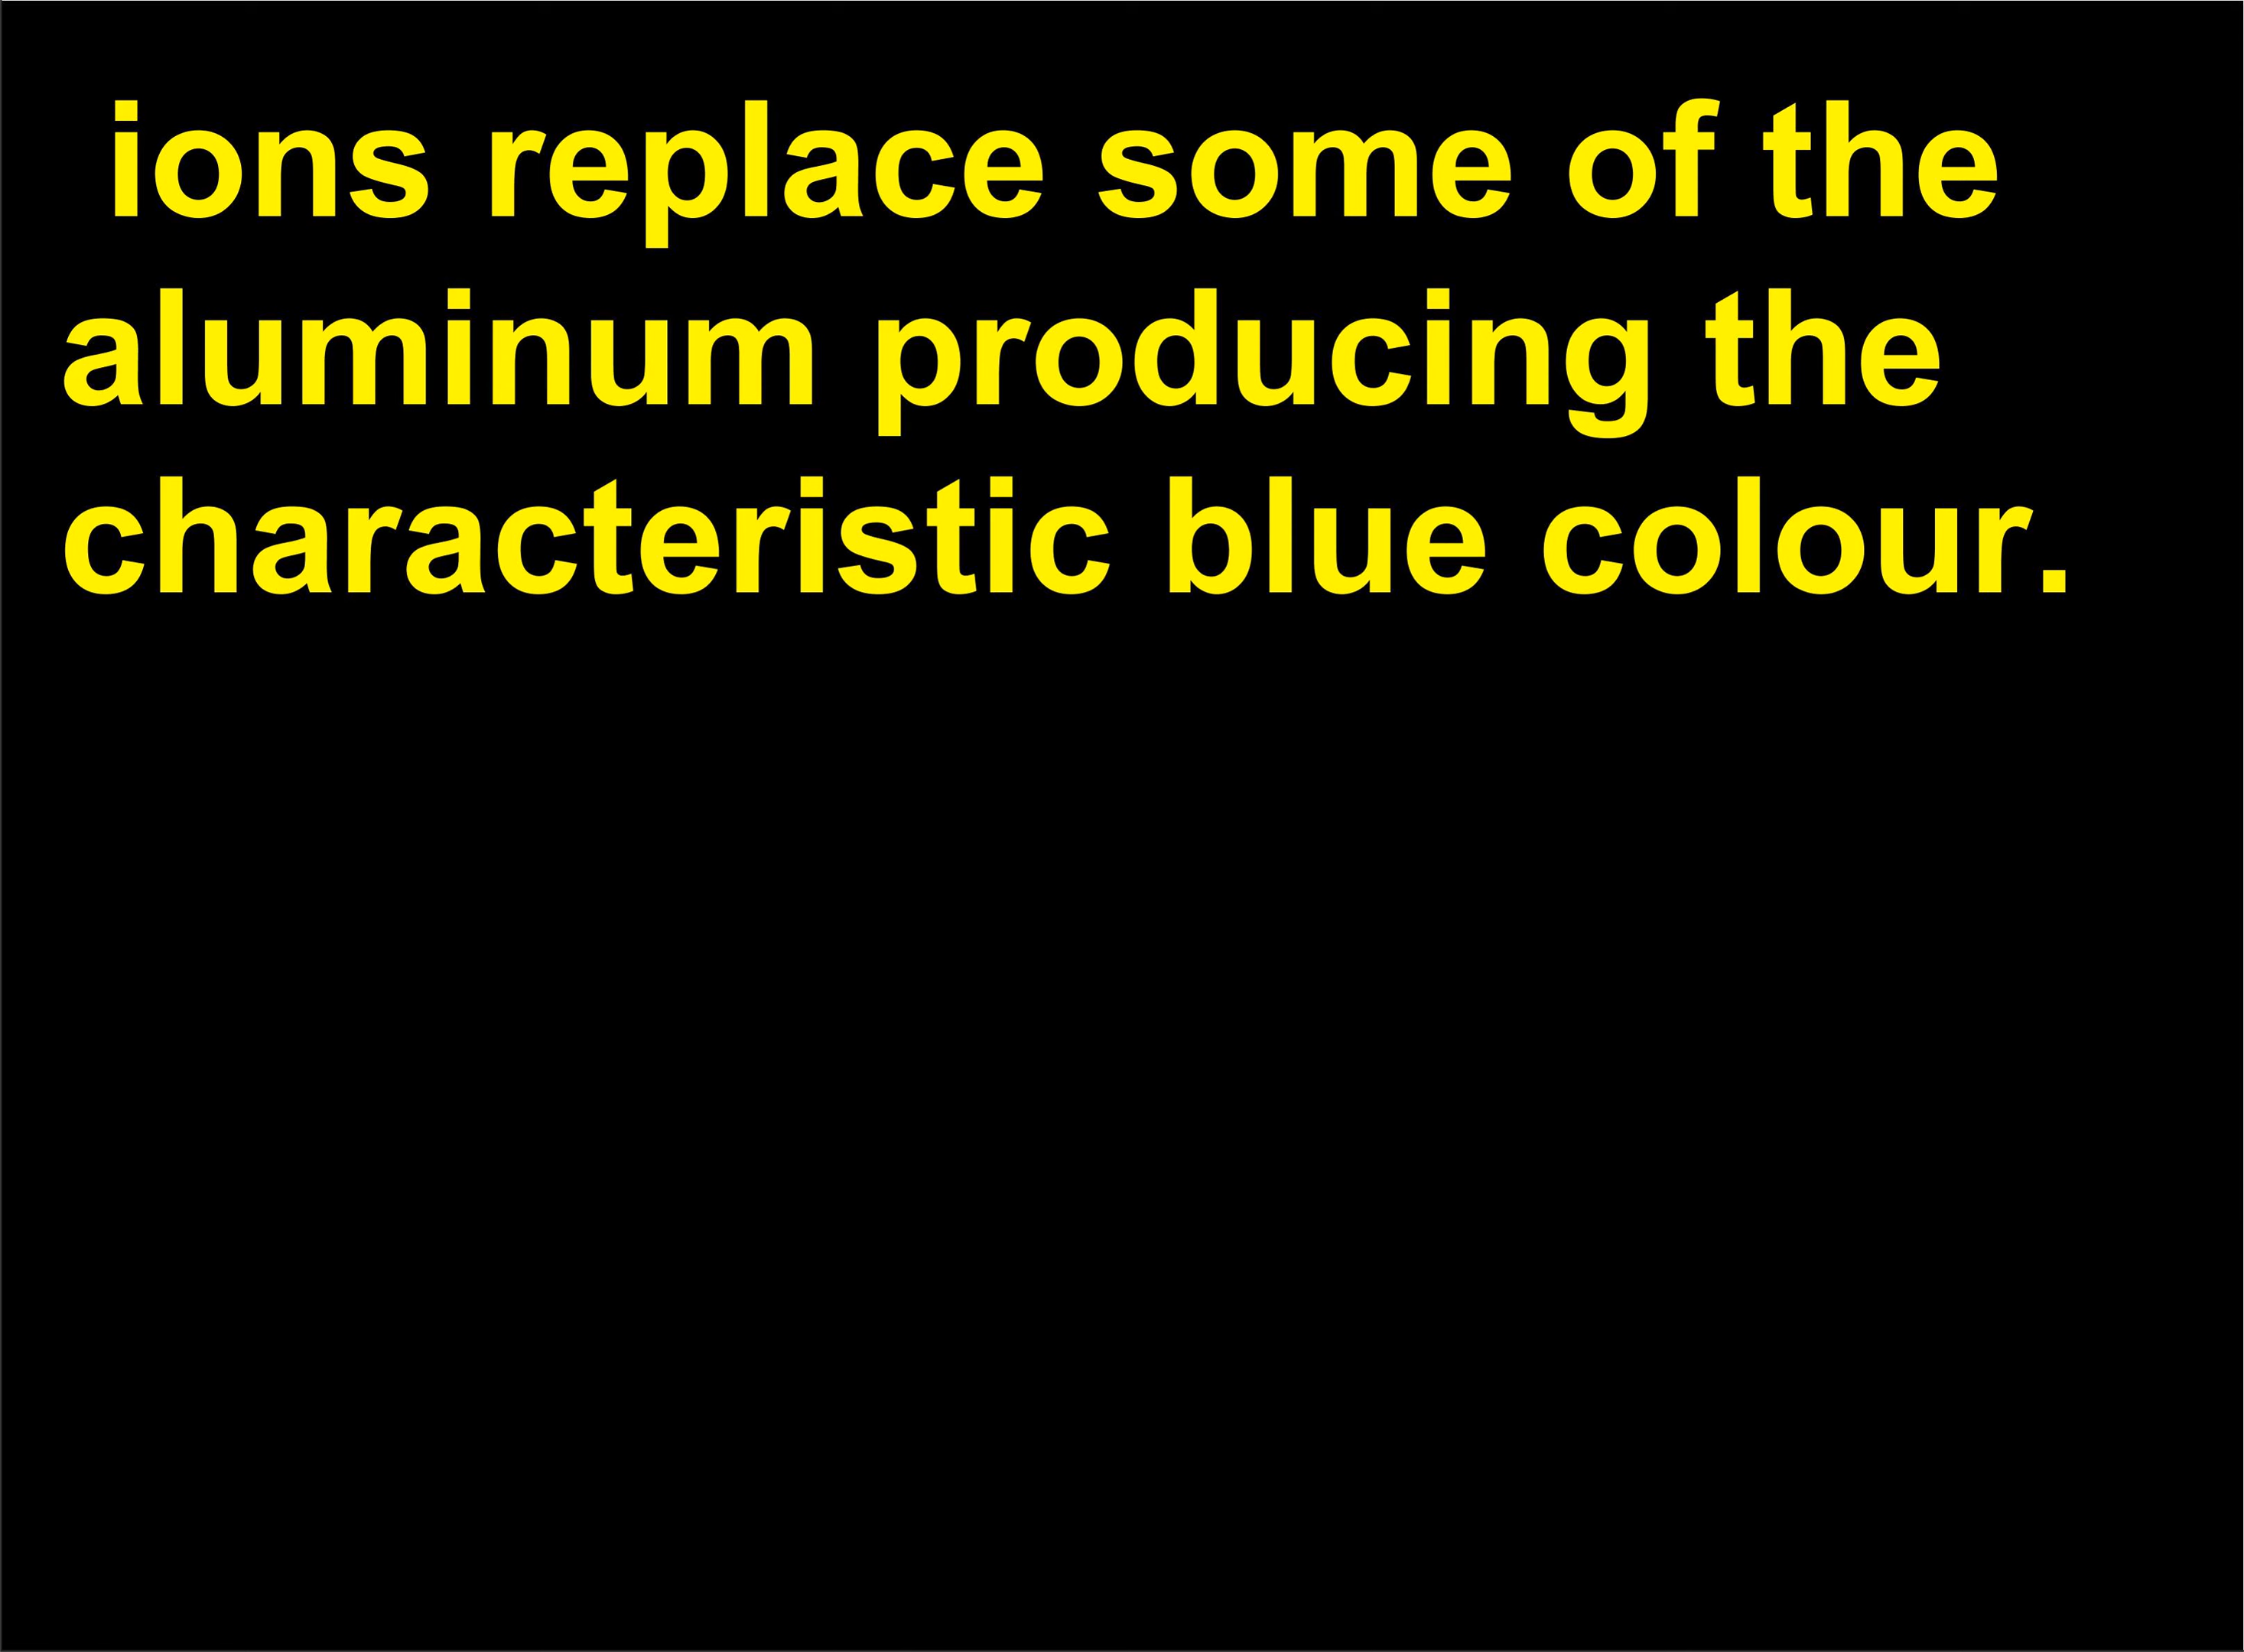 ions replace some of the
aluminum producing the
characteristic blue colour.